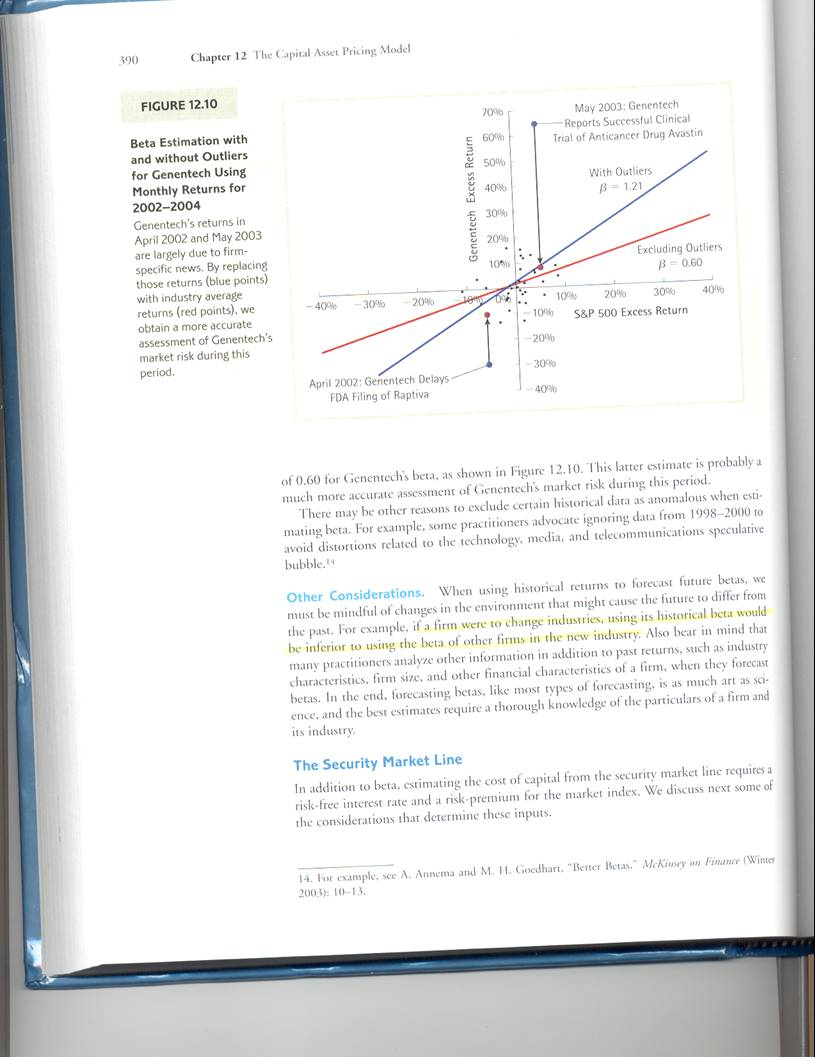 390
Chapter 12 The Capital Asset Pricing Model
FIGURE 12.10
Beta Estimation with
and without Outliers
for Genentech Using
Monthly Returns for
2002–2004
Genentech's returns in
April 2002 and May 2003
are largely due to firm-
specific news. By replacing
those returns (blue points)
with industry average
returns (red points), we
obtain a more accurate
assessment of Genentech's
market risk during this
period.
Genentech Excess Return
70%
60%
50%
40%
30%
20%
10%
0%
−10%
−20%
−30%
−40%
May 2003: Genentech
Reports Successful Clinical
Trial of Anticancer Drug Avastin
With Outliers
β = 1.21
Excluding Outliers
β = 0.60
−40% −30% −20% −10% 10% 20% 30% 40%
S&P 500 Excess Return
April 2002: Genentech Delays
FDA Filing of Raptiva
of 0.60 for Genentech's beta, as shown in Figure 12.10. This latter estimate is probably a
much more accurate assessment of Genentech's market risk during this period.
There may be other reasons to exclude certain historical data as anomalous when esti-
mating beta. For example, some practitioners advocate ignoring data from 1998–2000 to
avoid distortions related to the technology, media, and telecommunications speculative
bubble.14
Other Considerations. When using historical returns to forecast future betas, we
must be mindful of changes in the environment that might cause the future to differ from
the past. For example, if a firm were to change industries, using its historical beta would
be inferior to using the beta of other firms in the new industry. Also bear in mind that
many practitioners analyze other information in addition to past returns, such as industry
characteristics, firm size, and other financial characteristics of a firm, when they forecast
betas. In the end, forecasting betas, like most types of forecasting, is as much art as sci-
ence, and the best estimates require a thorough knowledge of the particulars of a firm and
its industry.
The Security Market Line
In addition to beta, estimating the cost of capital from the security market line requires a
risk-free interest rate and a risk-premium for the market index. We discuss next some of
the considerations that determine these inputs.
14. For example, see A. Annema and M. H. Goedhart, "Better Betas." McKinsey on Finance (Winter
2003): 10–13.